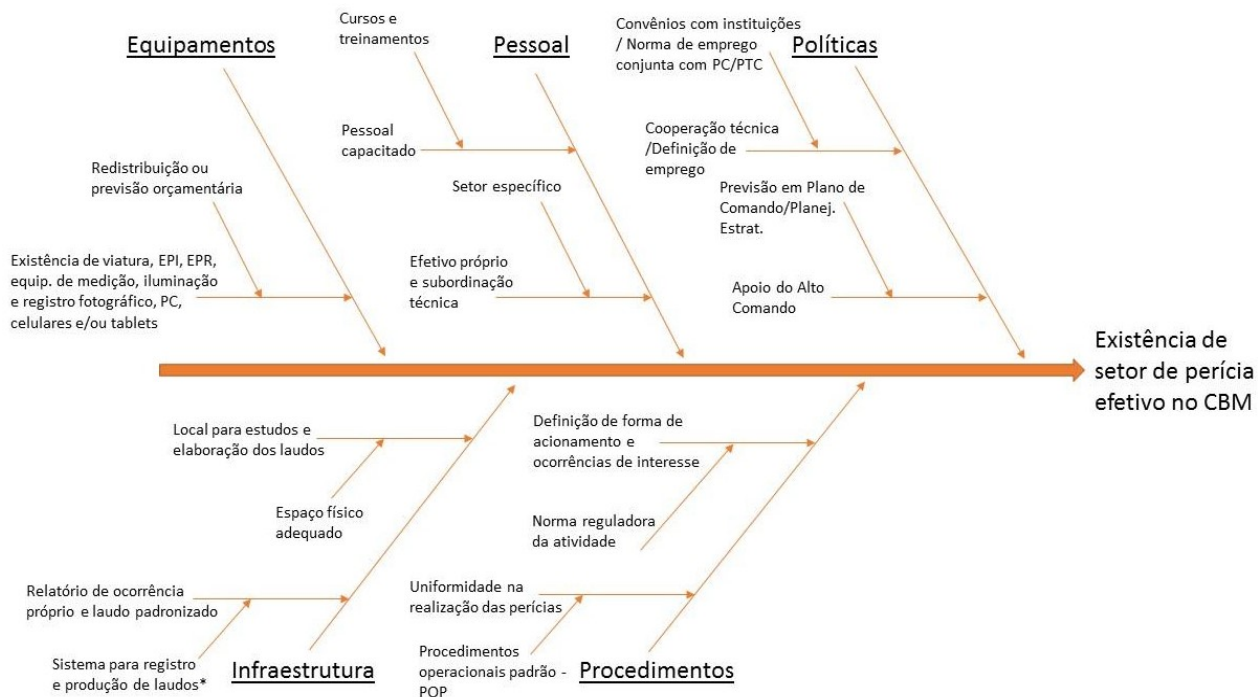 Equipamentos
Cursos e
treinamentos
Pessoal
Convênios com instituições
/ Norma de emprego
conjunta com PC/PTC
Políticas
Pessoal
capacitado
Cooperação técnica
/Definição de
emprego
Redistribuição ou
previsão orçamentária
Setor específico
Previsão em Plano de
Comando/Planej.
Estrat.
Existência de viatura, EPI, EPR,
equip. de medição, iluminação
e registro fotográfico, PC,
celulares e/ou tablets
Efetivo próprio
e subordinação
técnica
Apoio do Alto
Comando
Existência de
setor de perícia
efetivo no CBM
Local para estudos e
elaboração dos laudos
Definição de forma de
acionamento e
ocorrências de interesse
Espaço físico
adequado
Norma reguladora
da atividade
Relatório de ocorrência
próprio e laudo padronizado
Uniformidade na
realização das perícias
Sistema para registro
e produção de laudos*
Infraestrutura
Procedimentos
operacionais padrão -
POP
Procedimentos